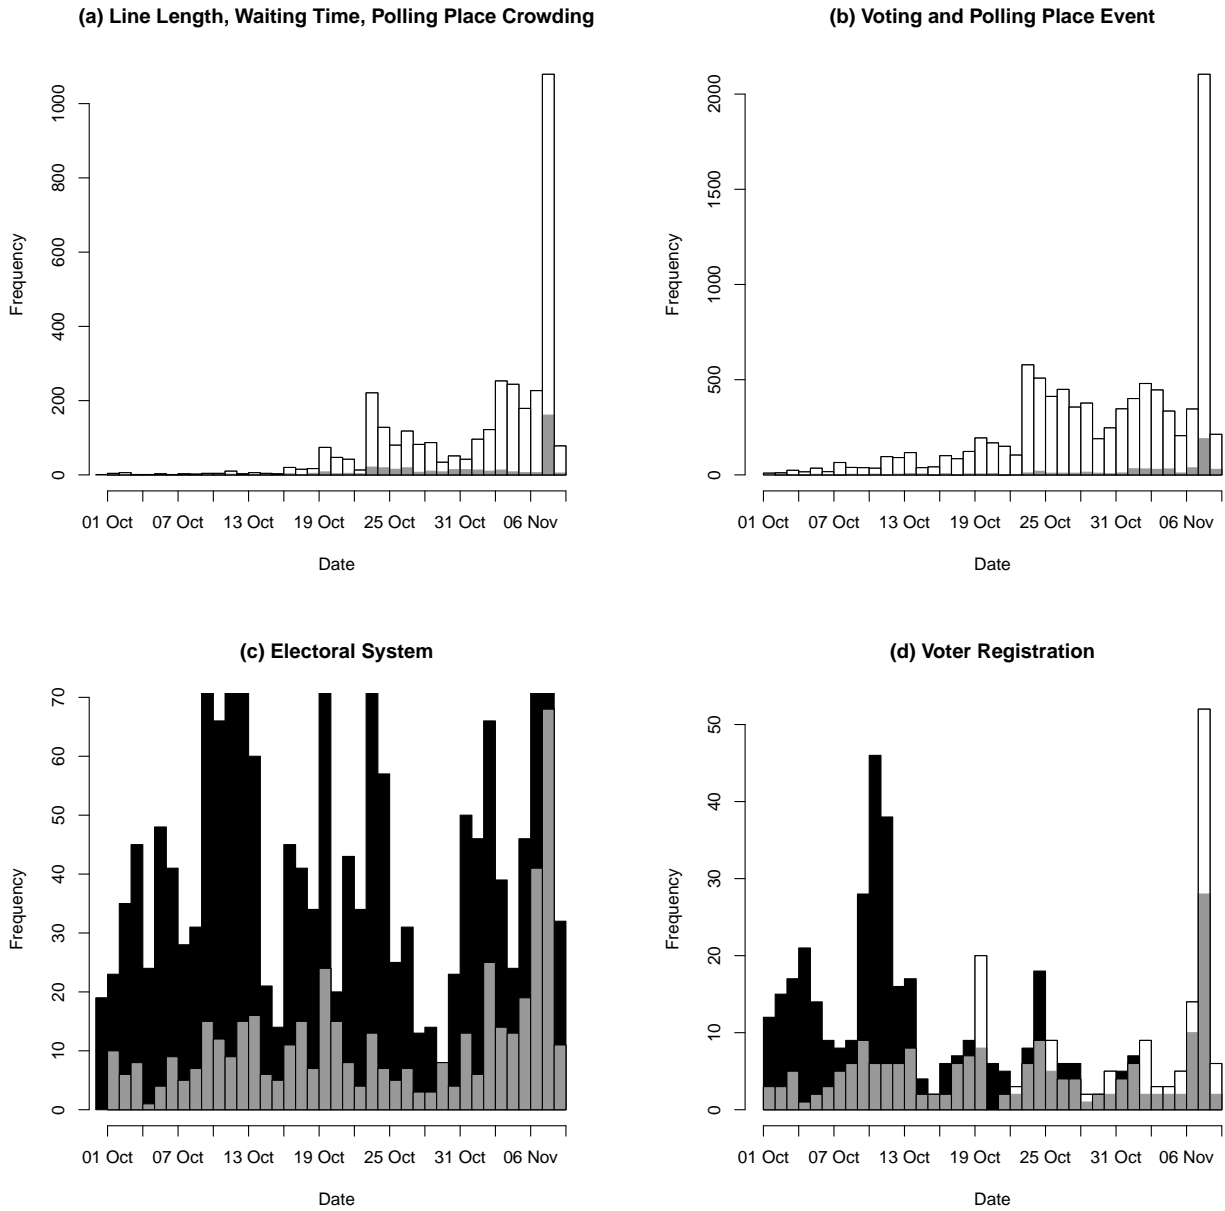 (a) Line Length, Waiting Time, Polling Place Crowding
Frequency
1000
800
600
400
200
0
01 Oct 07 Oct 13 Oct 19 Oct 25 Oct 31 Oct 06 Nov
Date
(b) Voting and Polling Place Event
Frequency
2000
1500
1000
500
0
01 Oct 07 Oct 13 Oct 19 Oct 25 Oct 31 Oct 06 Nov
Date
(c) Electoral System
Frequency
70
60
50
40
30
20
10
0
01 Oct 07 Oct 13 Oct 19 Oct 25 Oct 31 Oct 06 Nov
Date
(d) Voter Registration
Frequency
50
40
30
20
10
0
01 Oct 07 Oct 13 Oct 19 Oct 25 Oct 31 Oct 06 Nov
Date